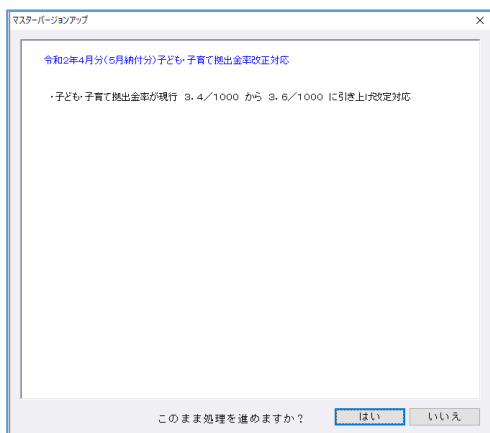 マスターバージョンアップ
令和2年4月分(5月納付分)子ども・子育て拠出金率改正対応
・子ども・子育て拠出金率が現行 3.4/1000 から 3.6/1000 に引き上げ改定対応
このまま処理を進めますか?
はい
いいえ